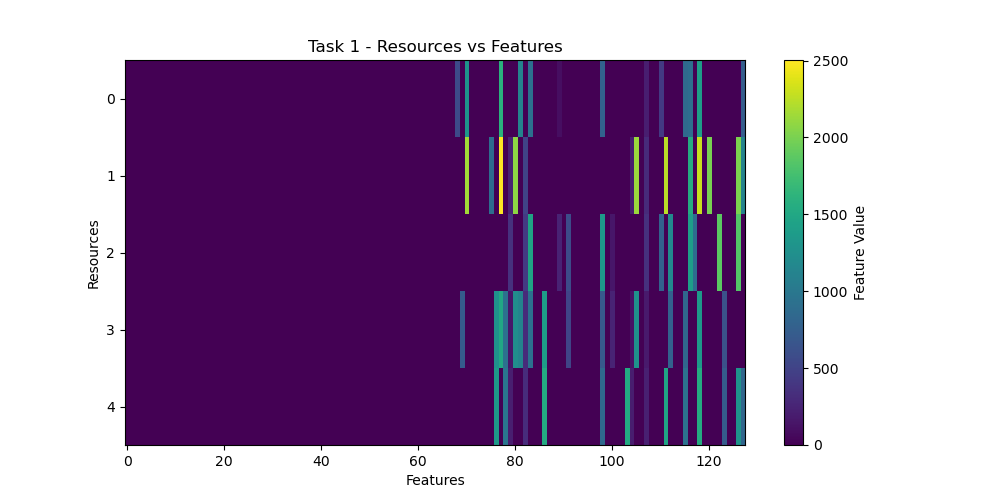 Task 1 - Resources vs Features
Resources
0
1
2
3
4
0 20 40 60 80 100 120
Features
2500
2000
1500
1000
500
0
Feature Value